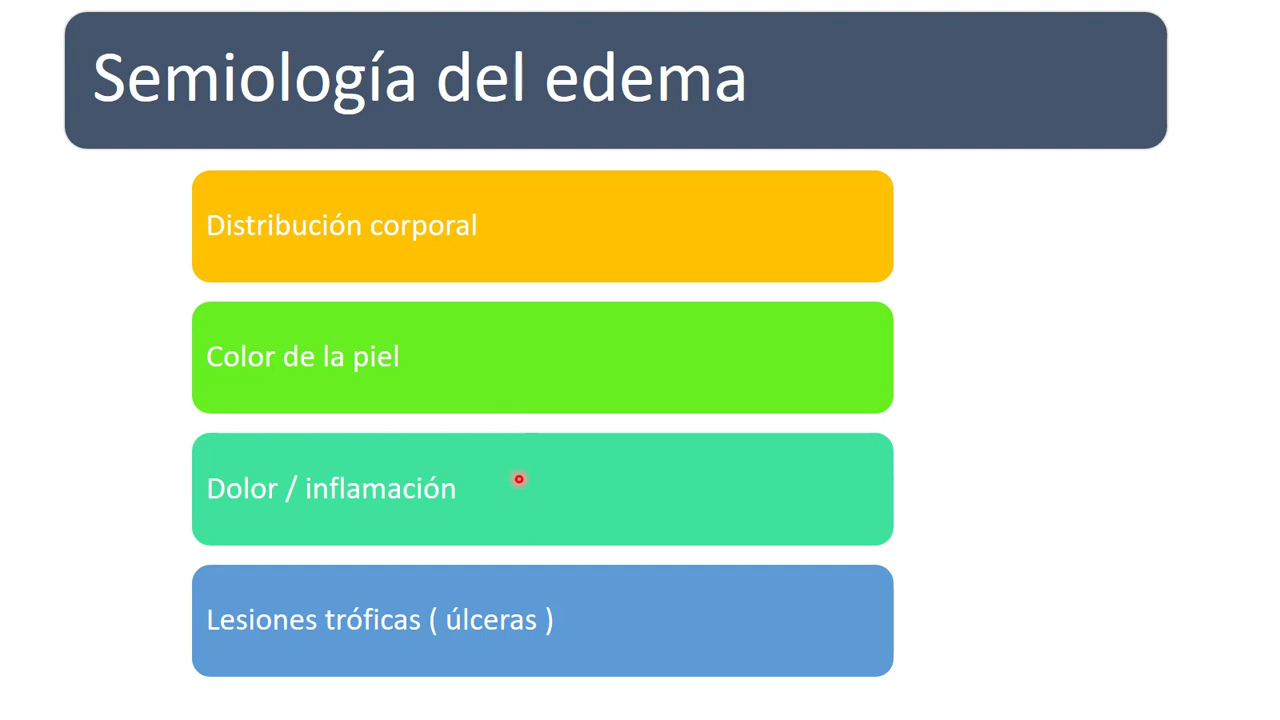 Semiología del edema
Distribución corporal
Color de la piel
Dolor / inflamación
Lesiones tróficas ( úlceras )